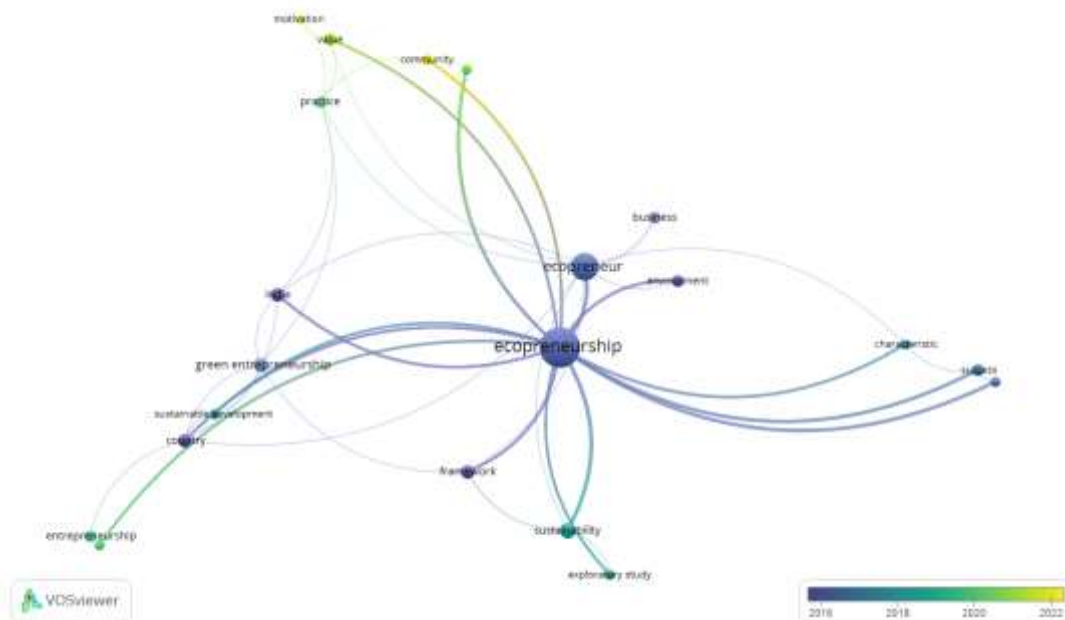 motivation
value
community
practice
business
ecopreneur
environment
india
ecopreneurship
characteristic
green entrepreneurship
sustainable development
country
framework
sustainability
entrepreneurship
exploratory study
VOSviewer
2016 2018 2020 2022